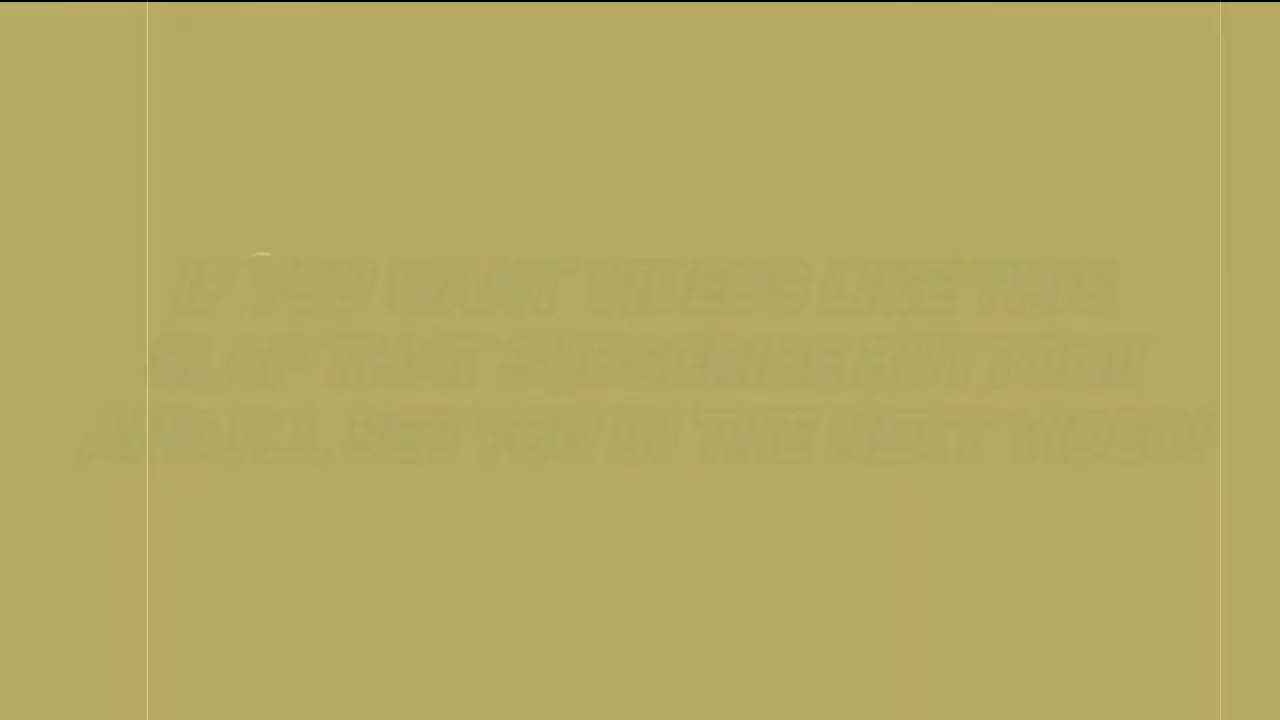 IF YOU WANT VIDEOS LIKE THIS
SLAP THAT SUBSCRIBE BUTTON!!
AND I'LL SEE YOU IN THE NEXT VIDEO!